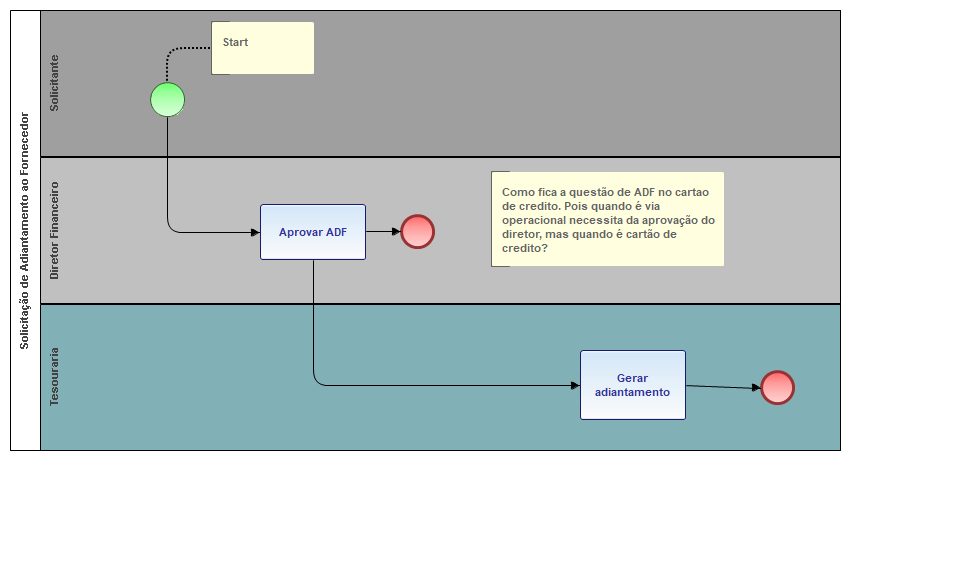 Solicitação de Adiantamento ao Fornecedor
Solicitante
Start
Diretor Financeiro
Aprovar ADF
Como fica a questão de ADF no cartao
de credito. Pois quando é via
operacional necessita da aprovação do
diretor, mas quando é cartão de
credito?
Tesouraria
Gerar
adiantamento